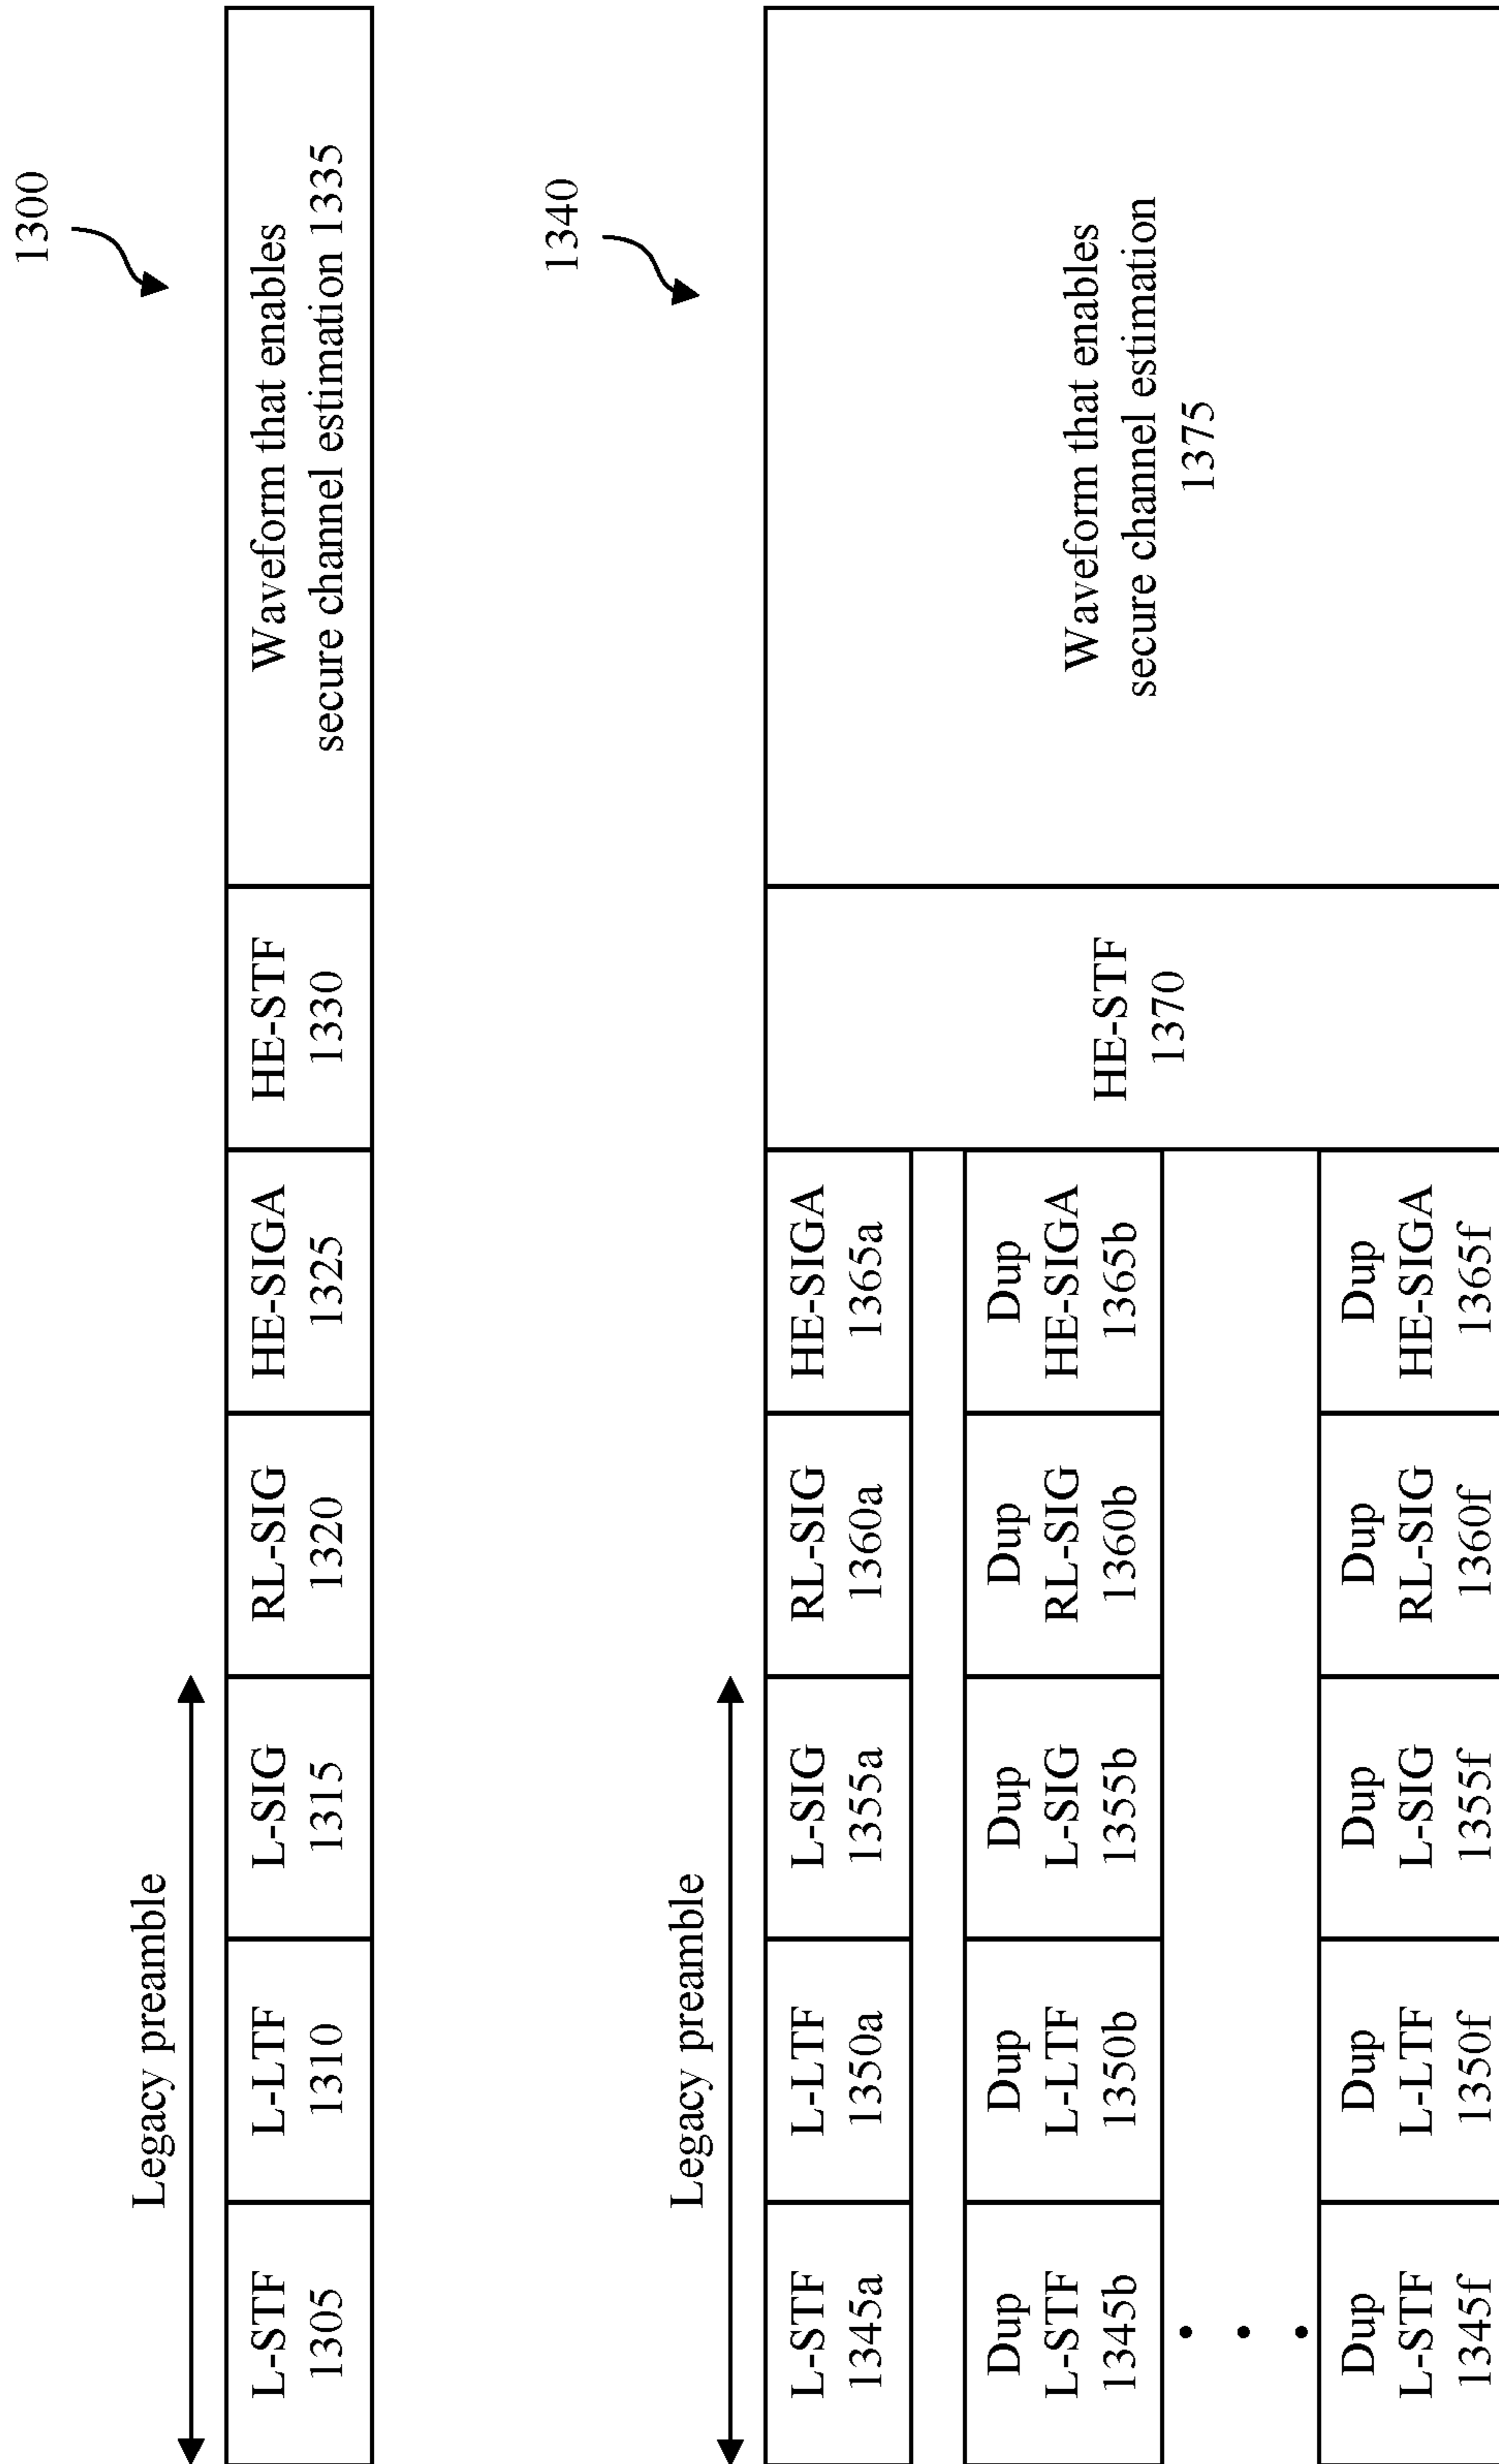 1300
Legacy preamble
L-STF
1305
L-LTF
1310
L-SIG
1315
RL-SIG
1320
HE-SIGA
1325
HE-STF
1330
Waveform that enables
secure channel estimation 1335
1340
Legacy preamble
L-STF
1345a
L-LTF
1350a
L-SIG
1355a
RL-SIG
1360a
HE-SIGA
1365a
Dup
L-STF
1345b
Dup
L-LTF
1350b
Dup
L-SIG
1355b
Dup
RL-SIG
1360b
Dup
HE-SIGA
1365b
Dup
L-STF
1345f
Dup
L-LTF
1350f
Dup
L-SIG
1355f
Dup
RL-SIG
1360f
Dup
HE-SIGA
1365f
HE-STF
1370
Waveform that enables
secure channel estimation
1375